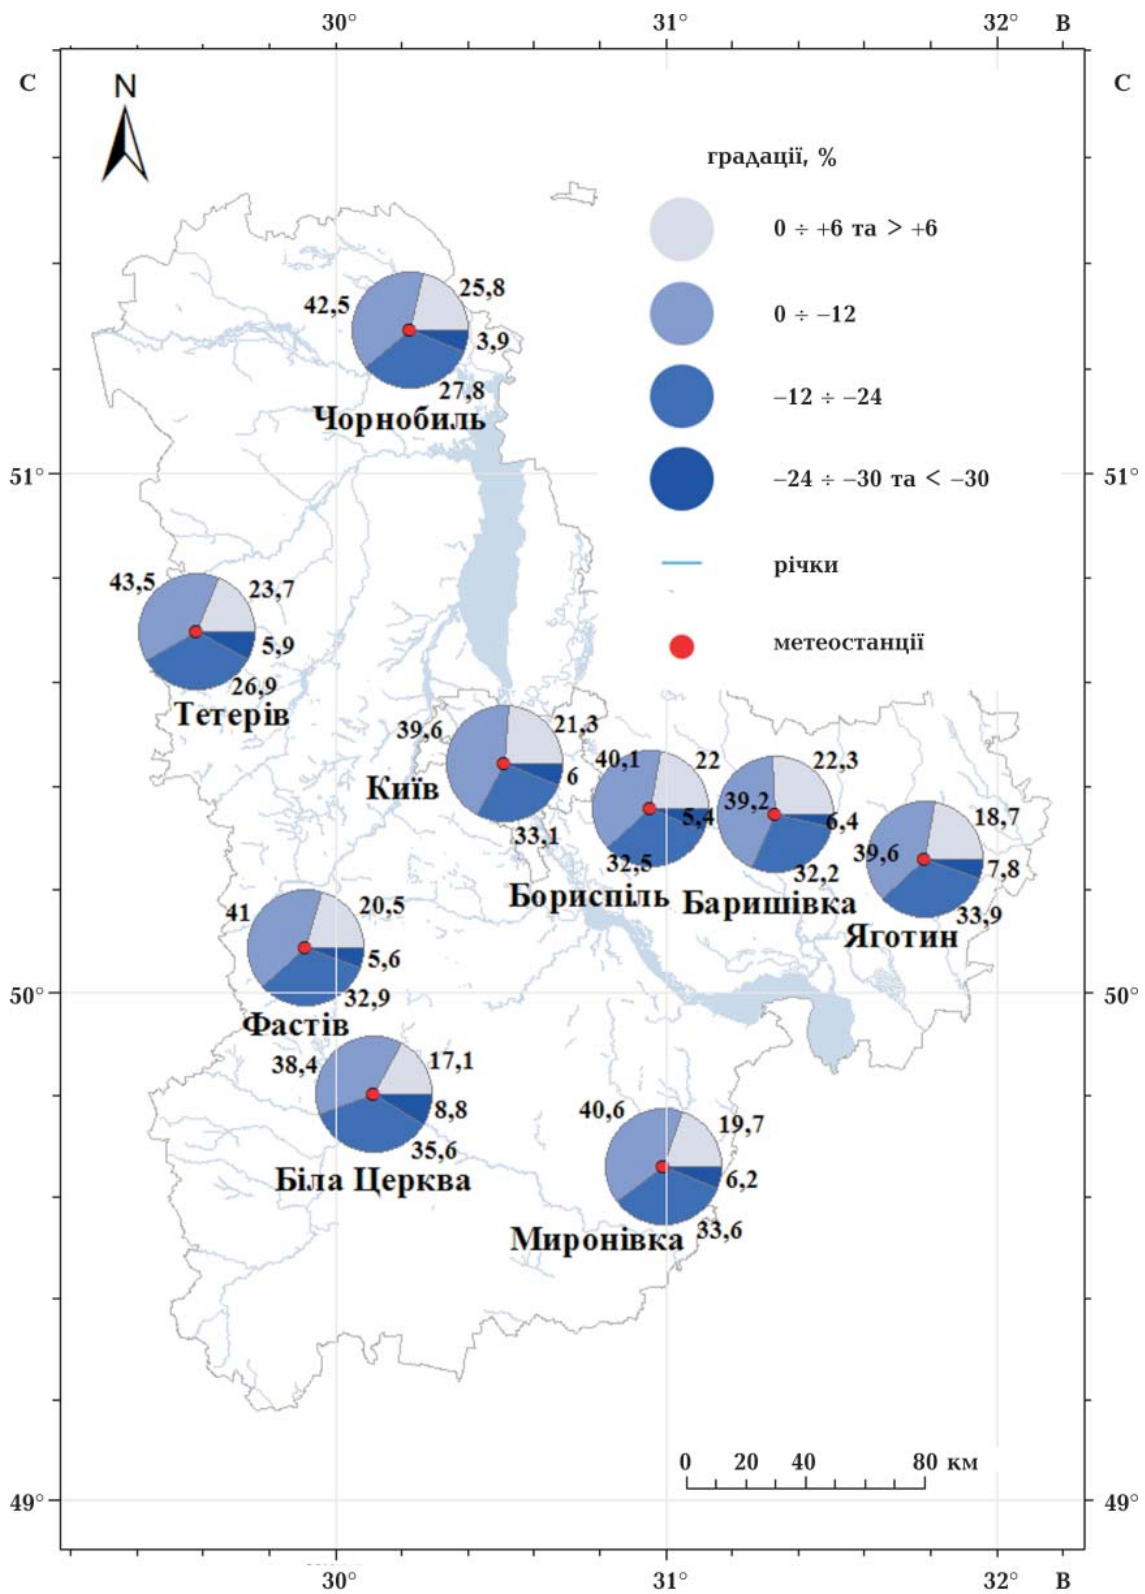 30° 31° 32° В
С С
N
градації, %
0 ÷ +6 та > +6
0 ÷ −12
−12 ÷ −24
−24 ÷ −30 та < −30
річки
метеостанції
42,5 25,8
3,9
27,8
Чорнобиль
51° 51°
43,5 23,7
5,9
26,9
Тетерів
39,6 21,3
6
33,1
Київ
40,1 22
5,4
32,5
Бориспіль
22,3
39,2
6,4
32,2
Баришівка
18,7
39,6 7,8
33,9
Яготин
41 20,5
5,6
32,9
Фастів
50° 50°
38,4 17,1
8,8
35,6
Біла Церква
40,6 19,7
6,2
33,6
Миронівка
0 20 40 80 км
49° 49°
30° 31° 32° В